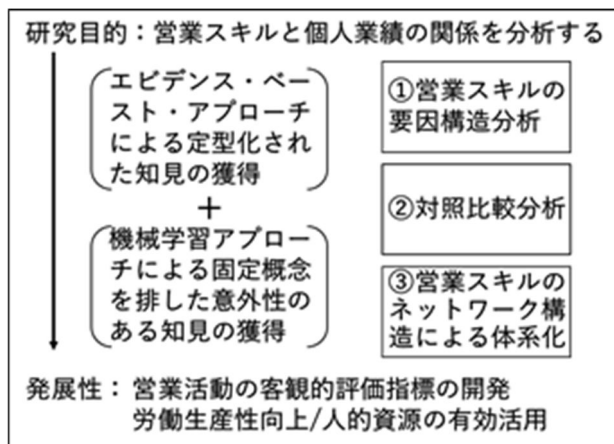 研究目的：営業スキルと個人業績の関係を分析する
エビデンス・ベー
スト・アプローチ
による定型化され
た知見の獲得
+
機械学習アプロー
チによる固定概念
を排した意外性の
ある知見の獲得
①営業スキルの
要因構造分析
②対照比較分析
③営業スキルの
ネットワーク構
造による体系化
発展性： 営業活動の客観的評価指標の開発
労働生産性向上/人的資源の有効活用